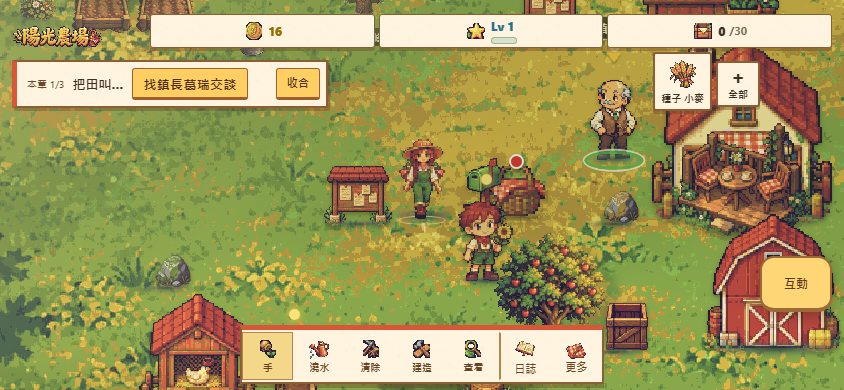 陽光農場
16
Lv 1
0 /30
本章 1/3 把田叫... 找鎮長葛瑞交談 收合
種子 小麥
+
全部
互動
手 澆水 清除 建造 查看 日誌 更多